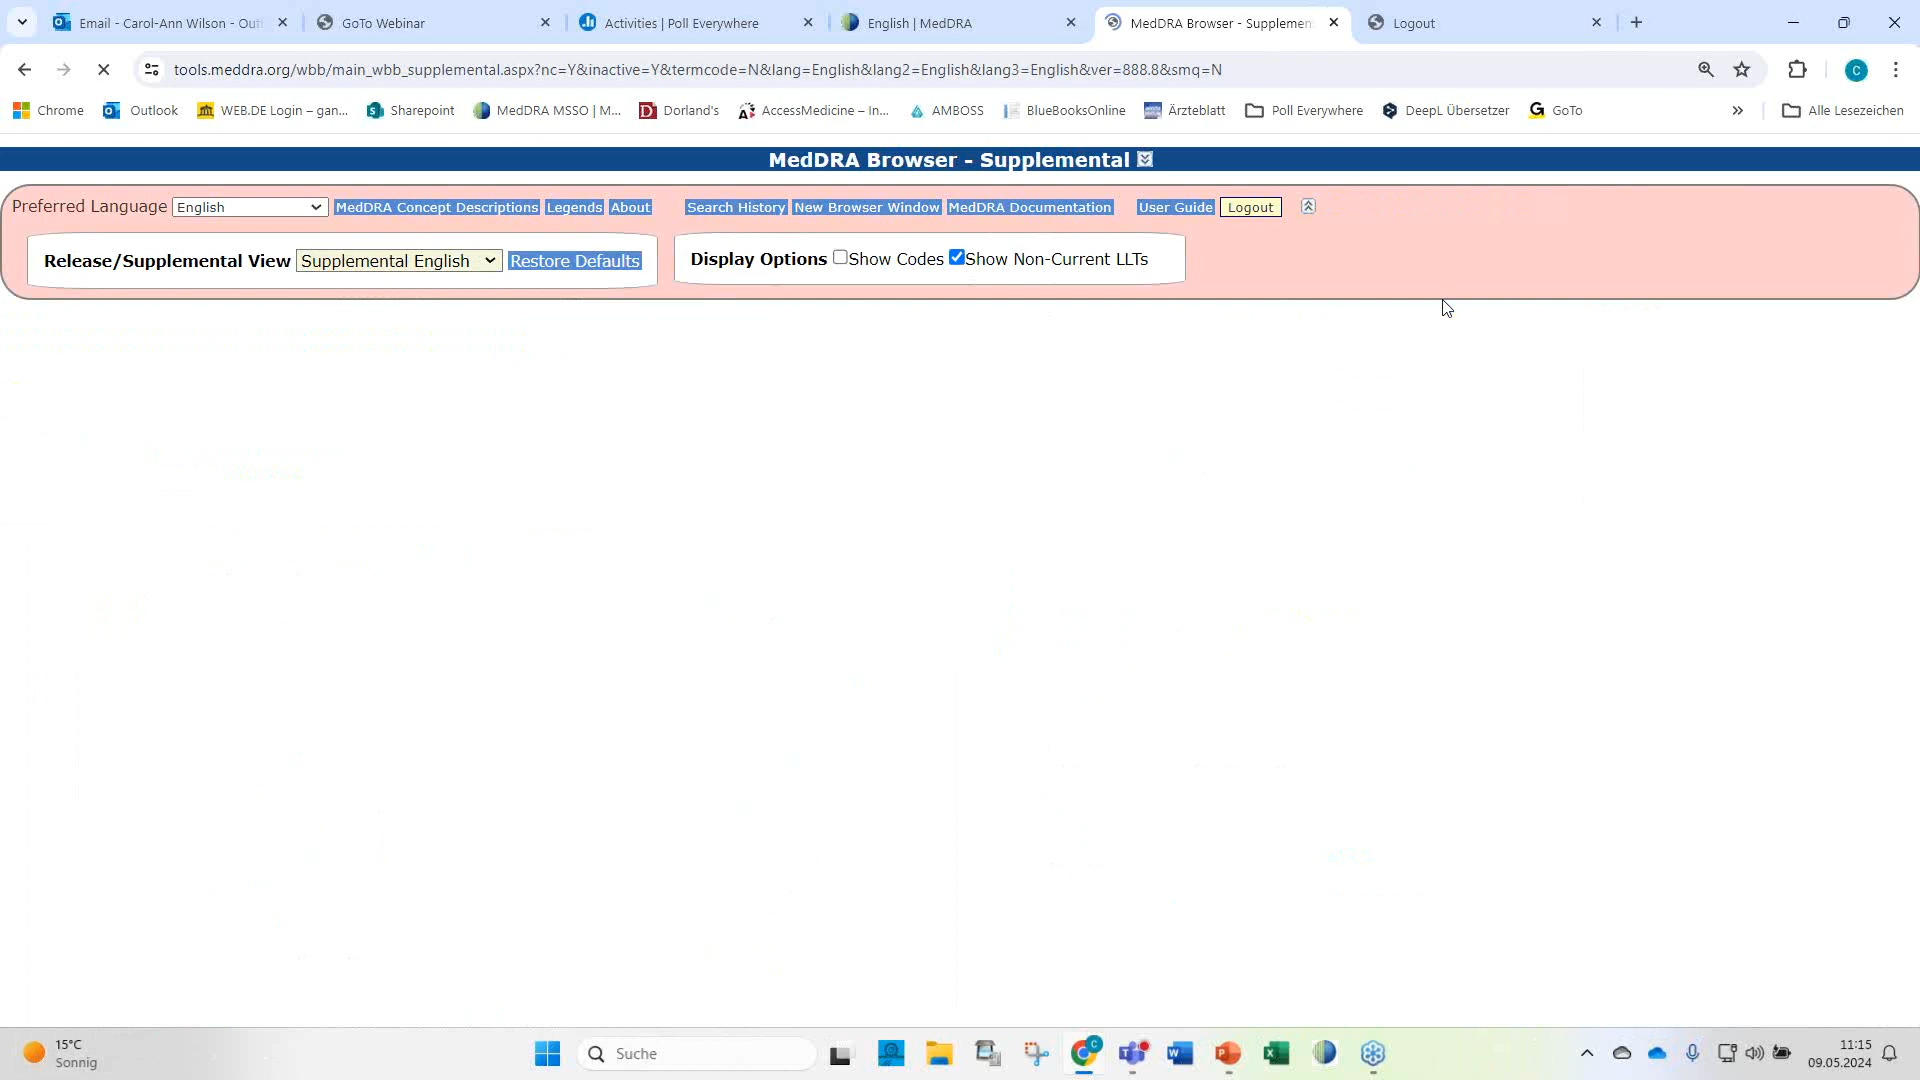 Email - Carol-Ann Wilson - Out
GoTo Webinar
Activities | Poll Everywhere
English | MedDRA
MedDRA Browser - Supplemen
Logout
tools.meddra.org/wbb/main_wbb_supplemental.aspx?nc=Y&inactive=Y&termcode=N&lang=English&lang2=English&lang3=English&ver=888.8&smq=N
C
Chrome
Outlook
WEB.DE Login – gan...
Sharepoint
MedDRA MSSO | M...
Dorland's
AccessMedicine – In...
AMBOSS
BlueBooksOnline
Ärzteblatt
Poll Everywhere
DeepL Übersetzer
GoTo
Alle Lesezeichen
MedDRA Browser - Supplemental
Preferred Language English MedDRA Concept Descriptions Legends About Search History New Browser Window MedDRA Documentation User Guide Logout
Release/Supplemental View Supplemental English Restore Defaults
Display Options Show Codes Show Non-Current LLTs
15°C
Sonnig
Suche
11:15
09.05.2024